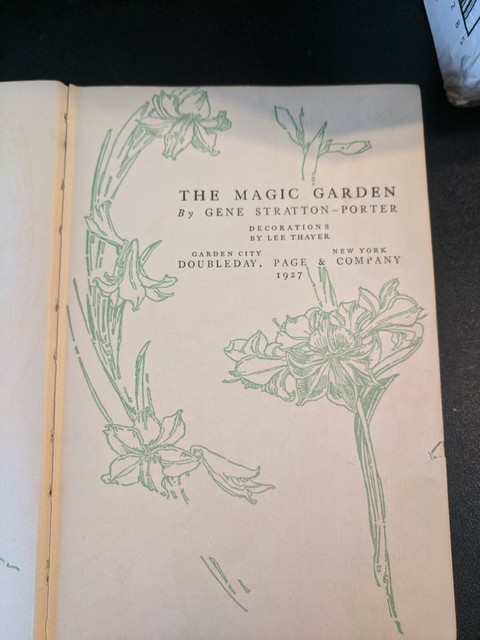 THE MAGIC GARDEN
By GENE STRATTON-PORTER
DECORATIONS
BY LEE THAYER
GARDEN CITY NEW YORK
DOUBLEDAY, PAGE & COMPANY
1927